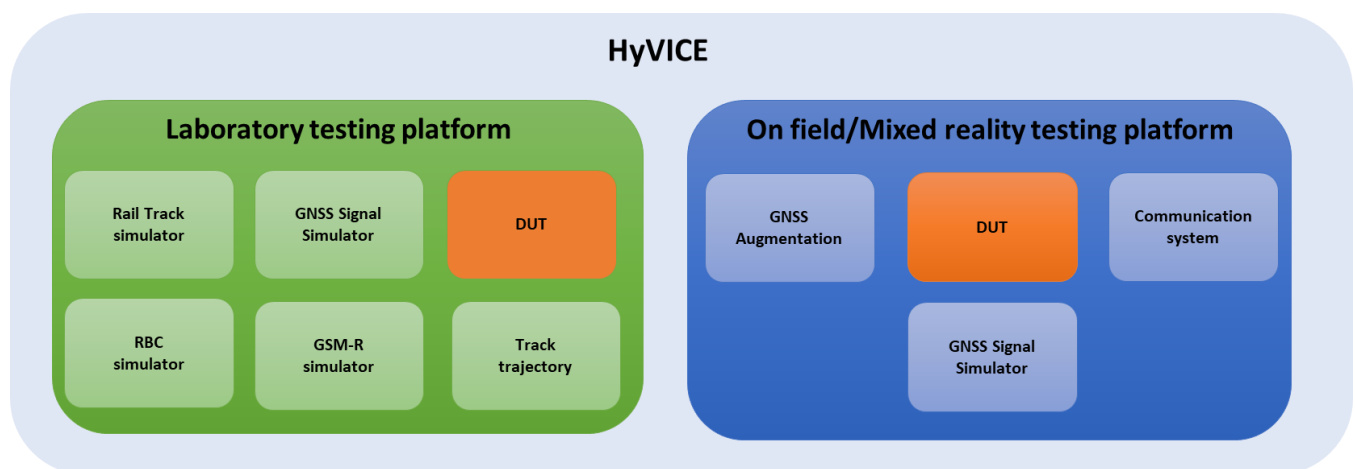 HyVICE
Laboratory testing platform
Rail Track
simulator
GNSS Signal
Simulator
DUT
RBC
simulator
GSM-R
simulator
Track
trajectory
On field/Mixed reality testing platform
GNSS
Augmentation
DUT
Communication
system
GNSS Signal
Simulator